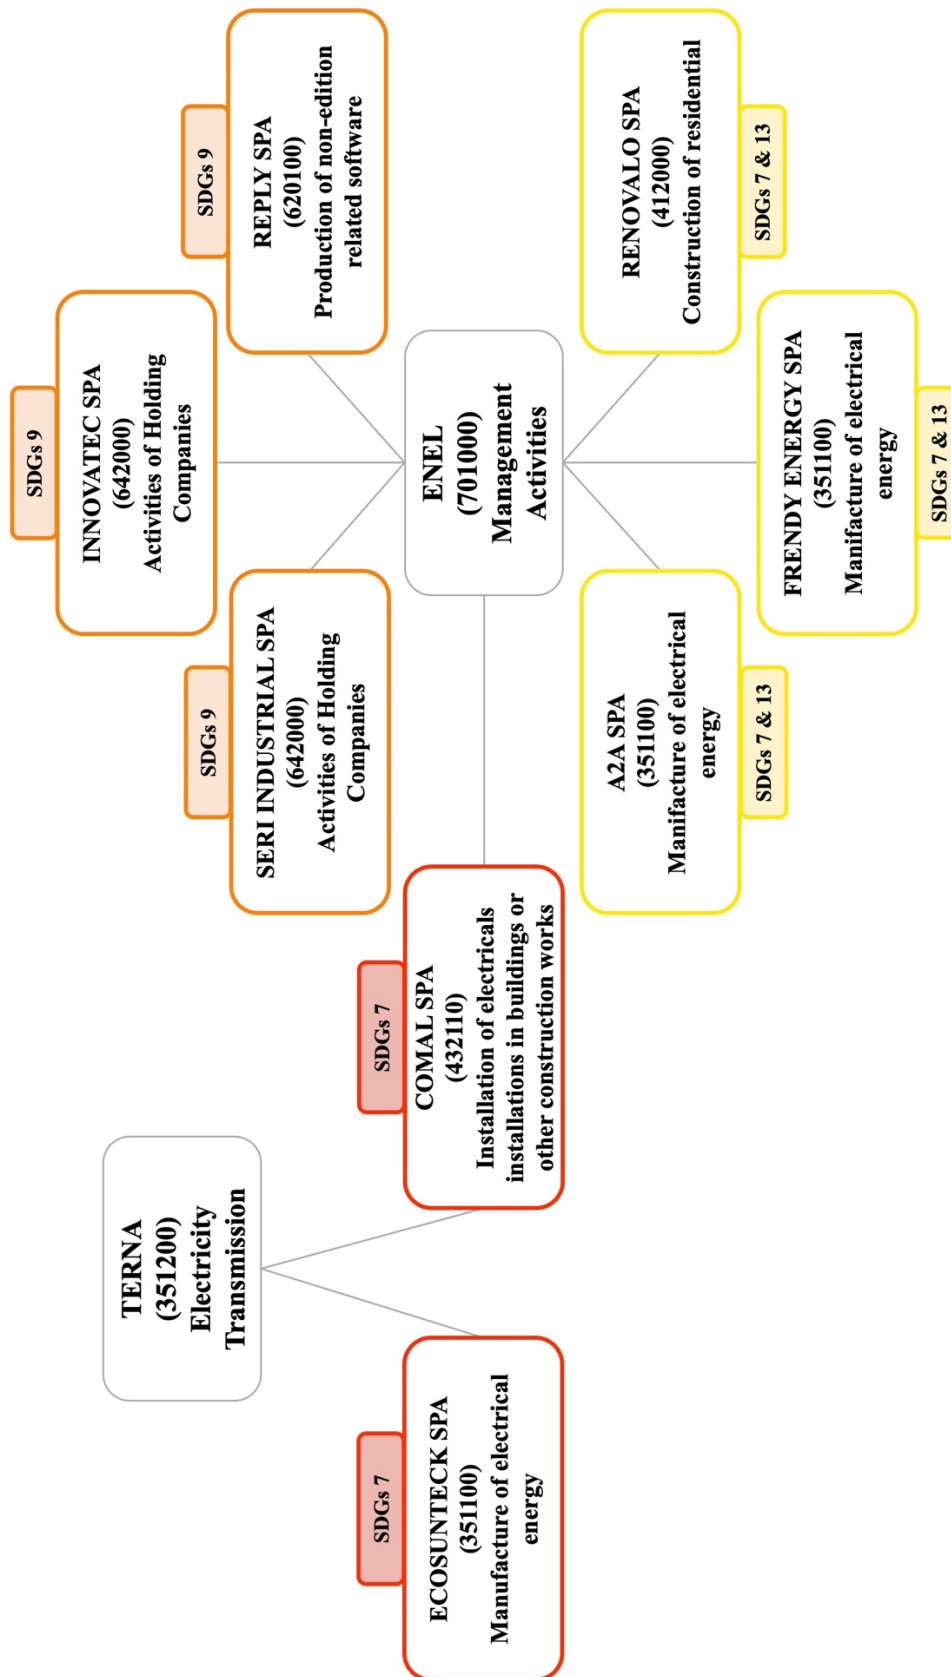 SDGs 9
INNOVATEC SPA
(642000)
Activities of Holding
Companies
TERNA
(351200)
Electricity
Transmission
SDGs 9
SERI INDUSTRIAL SPA
(642000)
Activities of Holding
Companies
SDGs 9
REPLY SPA
(620100)
Production of non-edition
related software
SDGs 7
ECOSUNTECK SPA
(351100)
Manufacture of electrical
energy
SDGs 7
COMAL SPA
(432110)
Installation of electricals
installations in buildings or
other construction works
ENEL
(701000)
Management
Activities
A2A SPA
(351100)
Manifacture of electrical
energy
SDGs 7 & 13
RENOVALO SPA
(412000)
Construction of residential
SDGs 7 & 13
FRENDY ENERGY SPA
(351100)
Manifacture of electrical
energy
SDGs 7 & 13